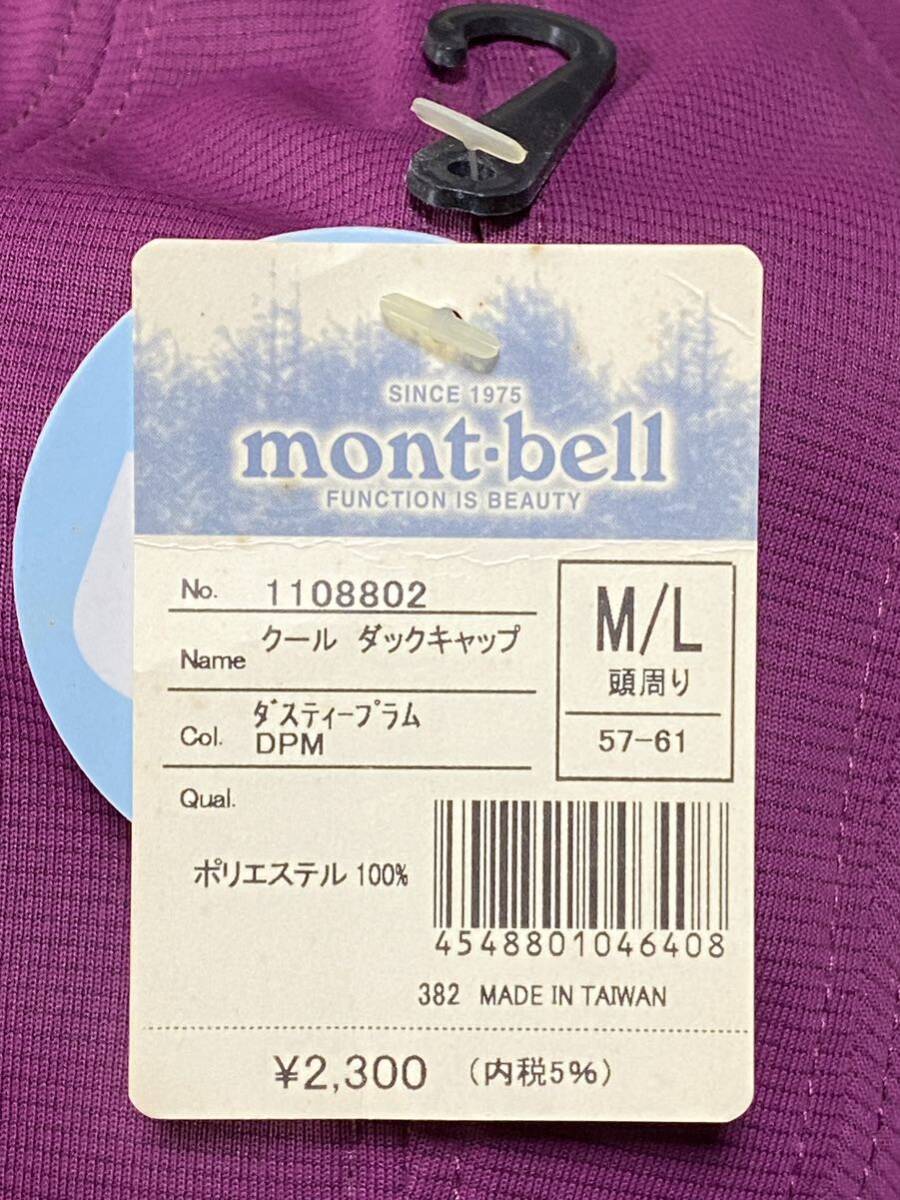 SINCE 1975
mont·bell
FUNCTION IS BEAUTY
No. 1108802
Name クール ダックキャップ
Col. ダスティープラム
DPM
M/L
頭周り
57-61
Qual.
ポリエステル 100%
4548801046408
382 MADE IN TAIWAN
¥2,300 (内税5%)